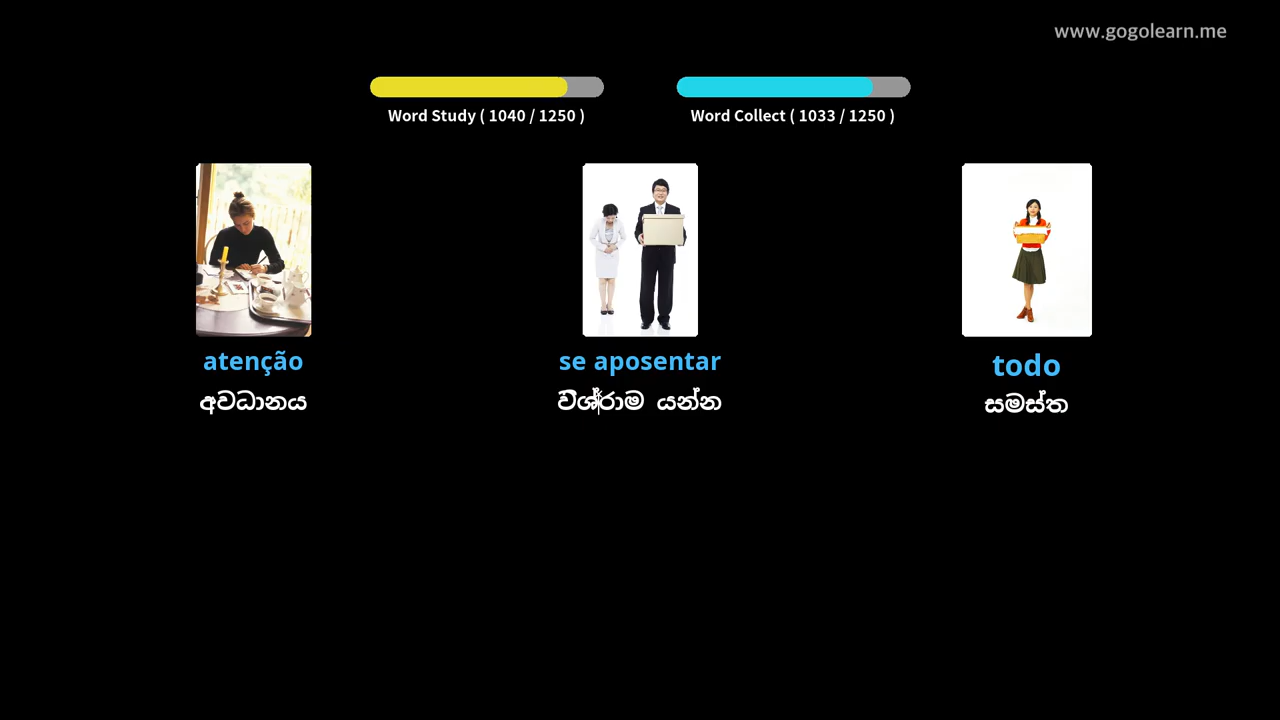 www.gogolearn.me
Word Study ( 1040 / 1250 )
Word Collect ( 1033 / 1250 )
atenção
අවධානය
se aposentar
විශ්‍රාම යන්න
todo
සමස්ත